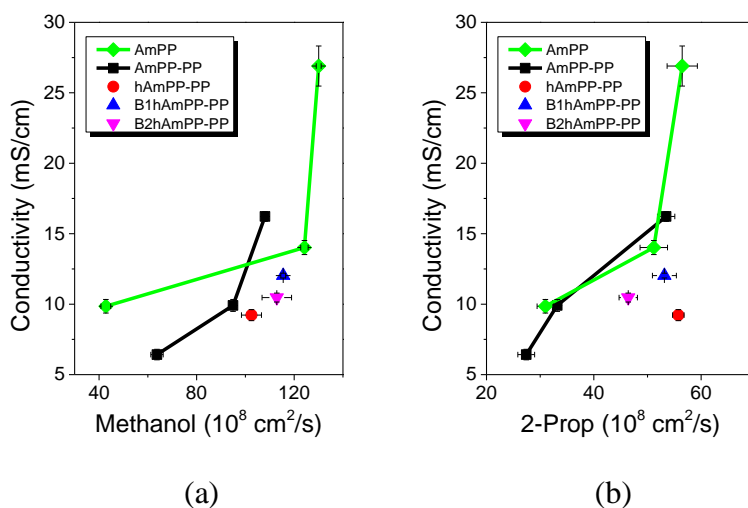 30
25
20
15
10
5
Conductivity (mS/cm)
AmPP
AmPP-PP
hAmPP-PP
B1hAmPP-PP
B2hAmPP-PP
40 80 120
Methanol (10⁸ cm²/s)
(a)
30
25
20
15
10
5
Conductivity (mS/cm)
AmPP
AmPP-PP
hAmPP-PP
B1hAmPP-PP
B2hAmPP-PP
20 40 60
2-Prop (10⁸ cm²/s)
(b)